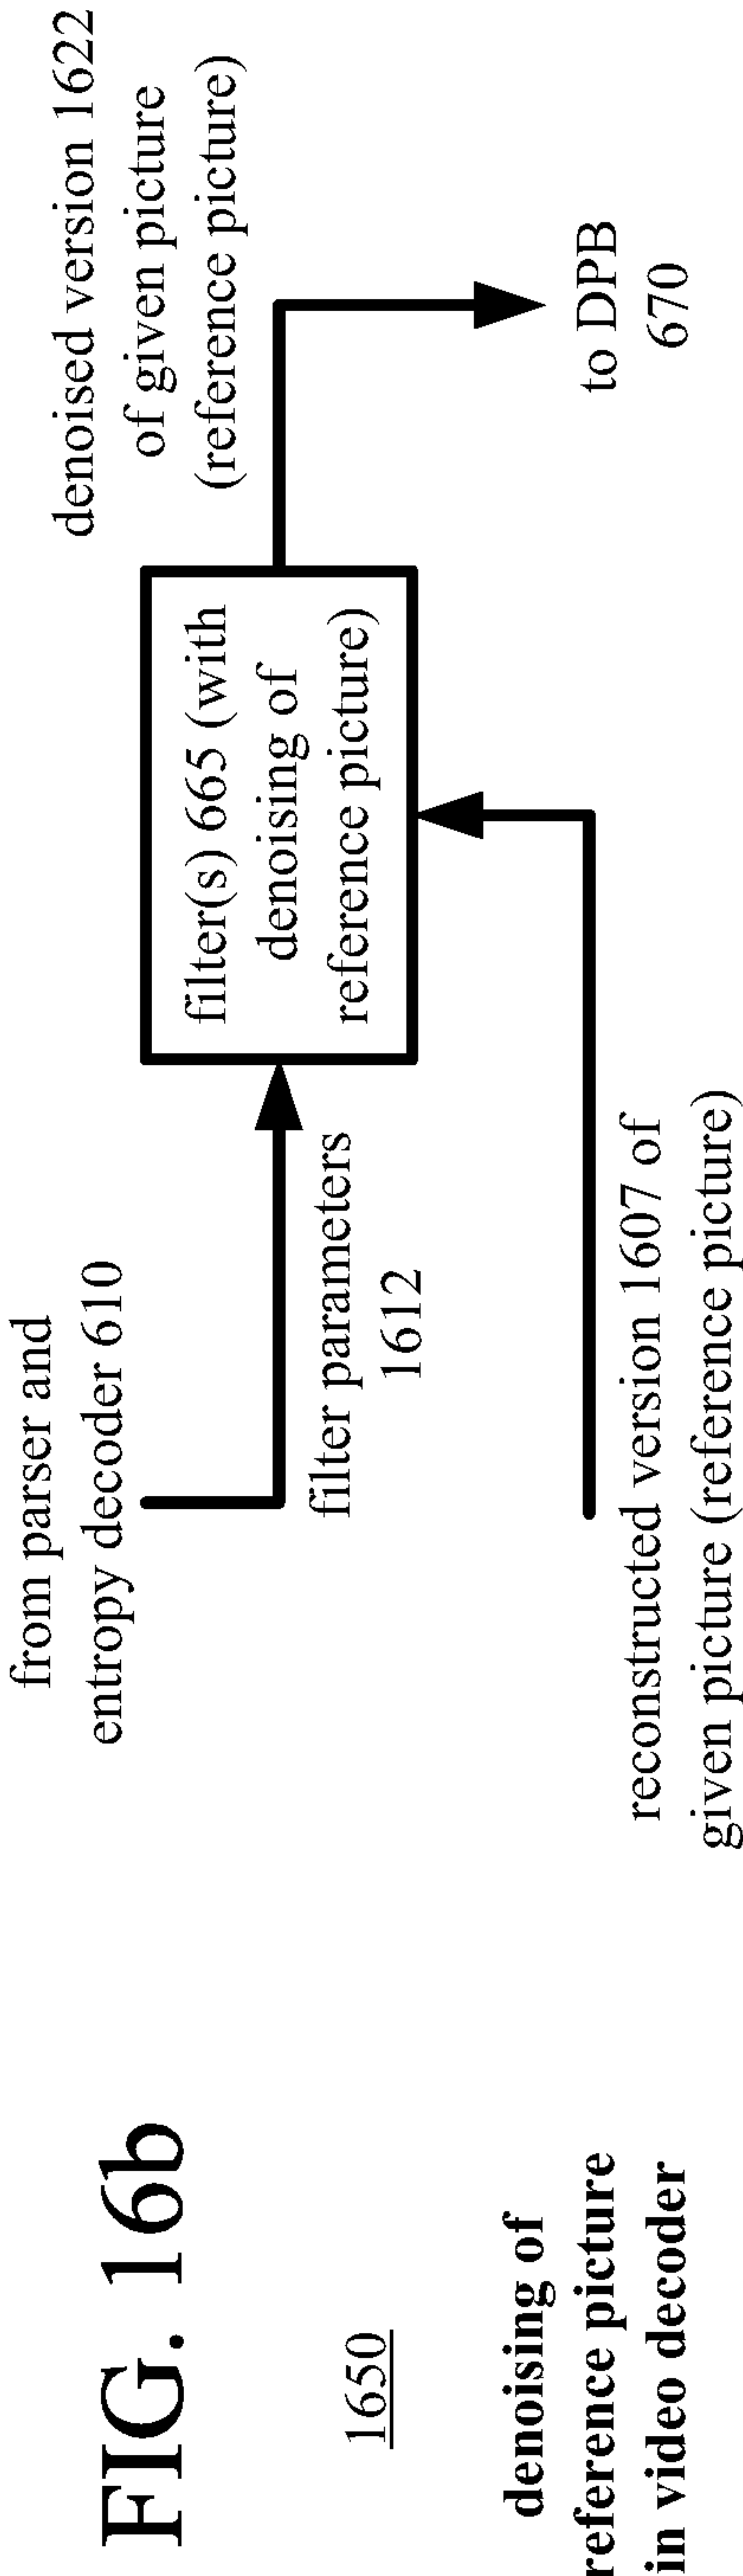 FIG. 16b
1650
denoising of
reference picture
in video decoder
from parser and
entropy decoder 610
filter parameters
1612
reconstructed version 1607 of
given picture (reference picture)
filter(s) 665 (with
denoising of
reference picture)
denoised version 1622
of given picture
(reference picture)
to DPB
670